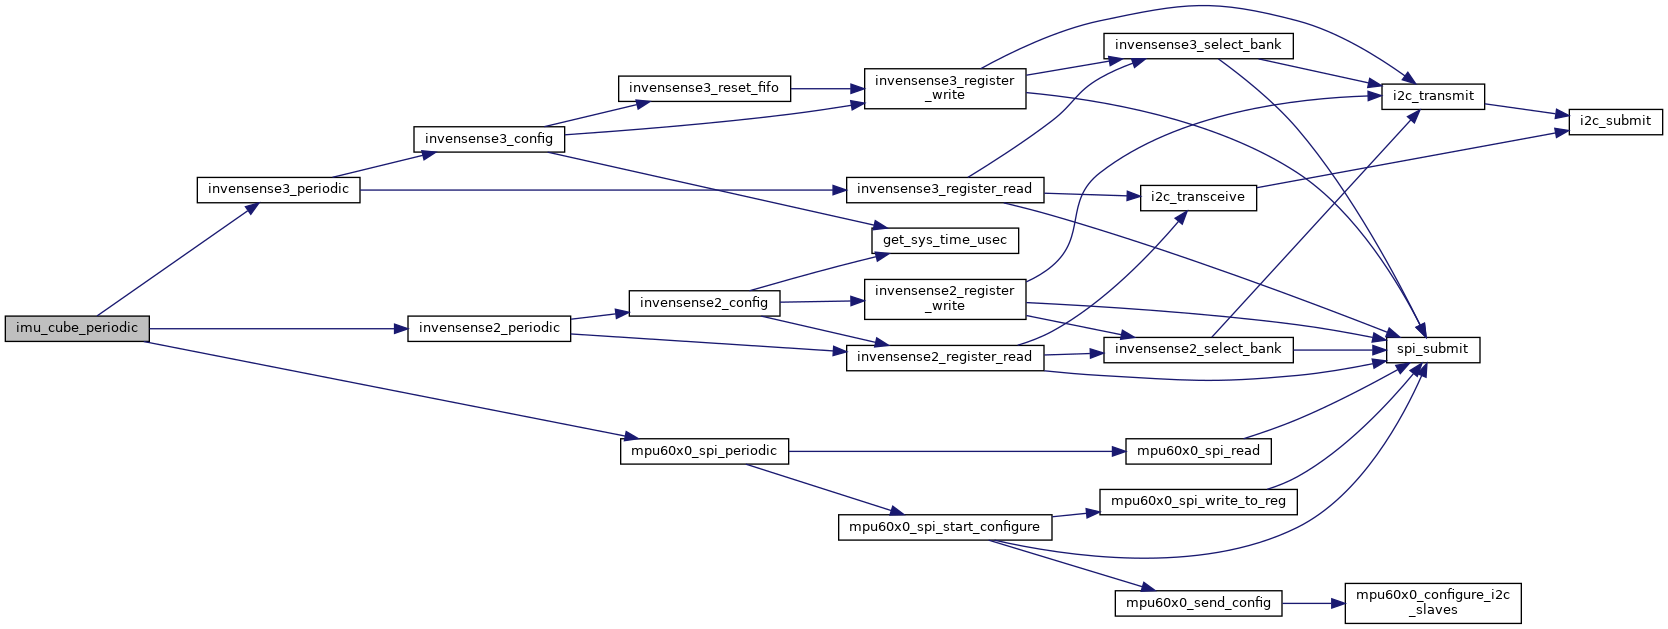 imu_cube_periodic
invensense3_periodic
invensense3_config
invensense3_reset_fifo
invensense3_register
_write
invensense3_select_bank
i2c_transmit
i2c_submit
invensense3_register_read
i2c_transceive
get_sys_time_usec
invensense2_periodic
invensense2_config
invensense2_register
_write
invensense2_register_read
invensense2_select_bank
spi_submit
mpu60x0_spi_periodic
mpu60x0_spi_read
mpu60x0_spi_start_configure
mpu60x0_spi_write_to_reg
mpu60x0_send_config
mpu60x0_configure_i2c
_slaves